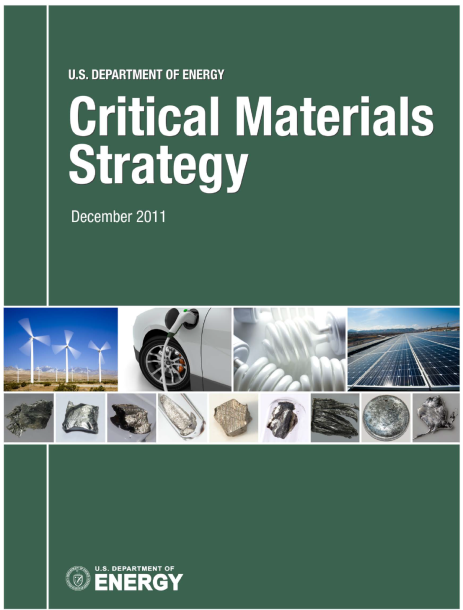 U.S. DEPARTMENT OF ENERGY
Critical Materials
Strategy
December 2011
U.S. DEPARTMENT OF
ENERGY